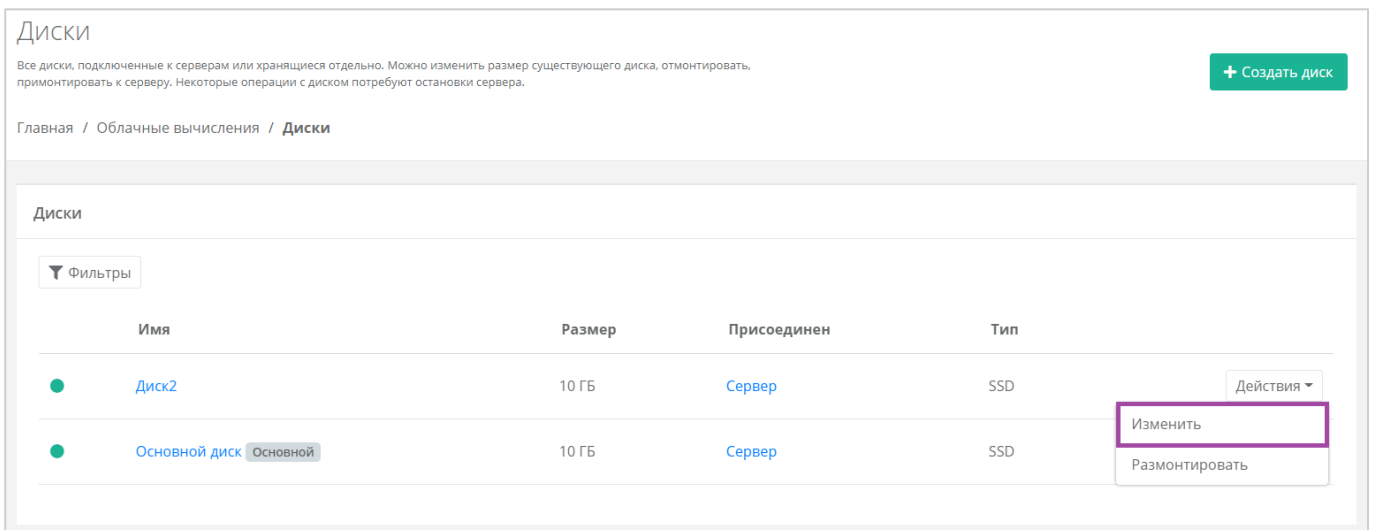 Диски
Все диски, подключенные к серверам или хранящиеся отдельно. Можно изменить размер существующего диска, отмонтировать,
примонтировать к серверу. Некоторые операции с диском потребуют остановки сервера.
+ Создать диск
Главная / Облачные вычисления / Диски
Диски
Фильтры
Имя Размер Присоединен Тип
Диск2 10 ГБ Сервер SSD Действия
Изменить
Основной диск Основной 10 ГБ Сервер SSD
Размонтировать